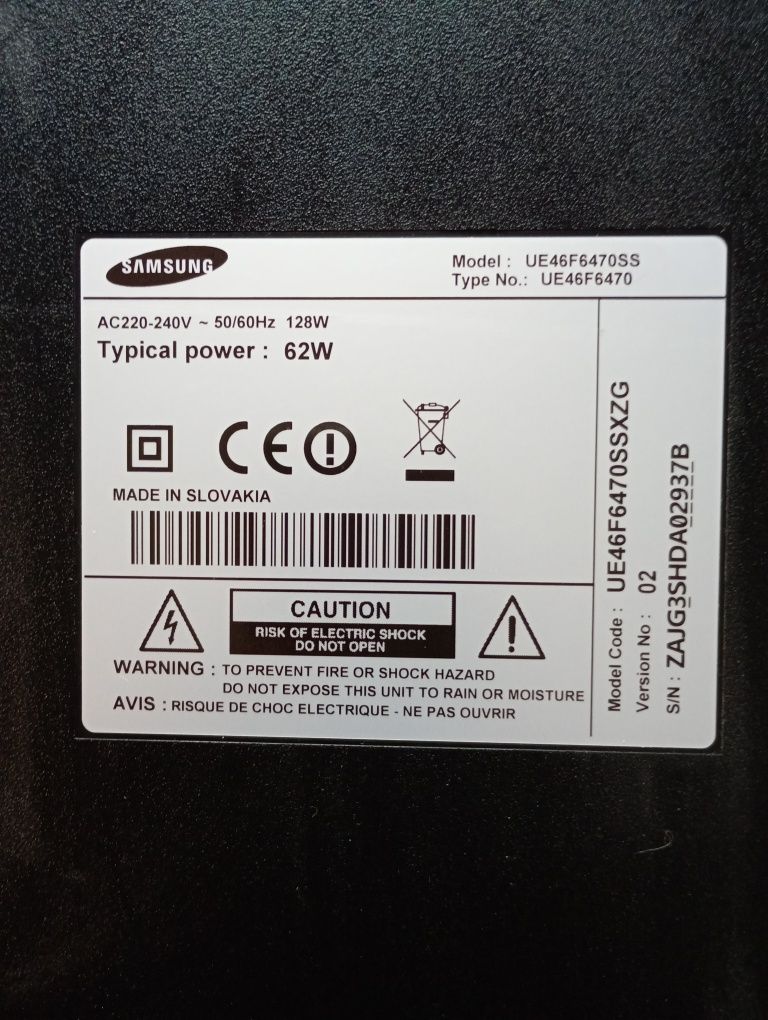 SAMSUNG
Model : UE46F6470SS
Type No.: UE46F6470
AC220-240V ~ 50/60Hz 128W
Typical power : 62W
MADE IN SLOVAKIA
CAUTION
RISK OF ELECTRIC SHOCK
DO NOT OPEN
WARNING : TO PREVENT FIRE OR SHOCK HAZARD
DO NOT EXPOSE THIS UNIT TO RAIN OR MOISTURE
AVIS : RISQUE DE CHOC ELECTRIQUE - NE PAS OUVRIR
Model Code : UE46F6470SSXZG
Version No : 02
S/N : ZAJG3SHDA02937B